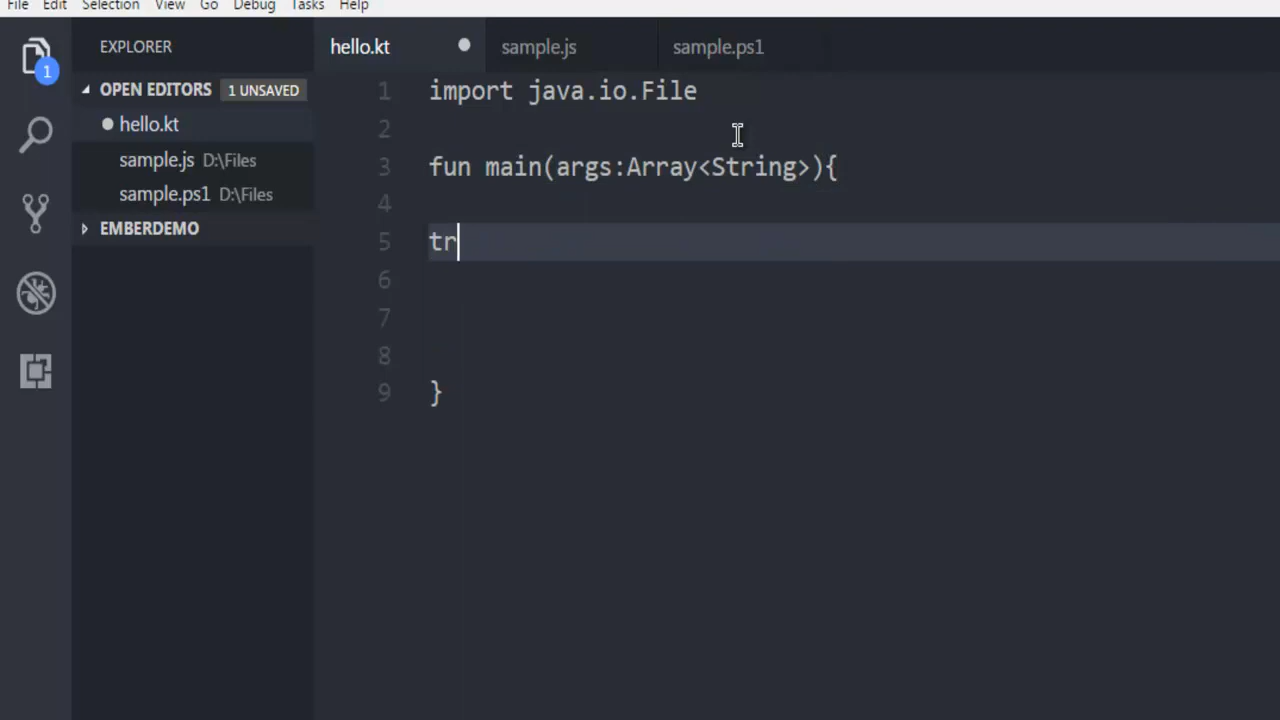 File Edit Selection View Go Debug Tasks Help
EXPLORER
hello.kt sample.js sample.ps1
1
OPEN EDITORS 1 UNSAVED
hello.kt
sample.js D:\Files
sample.ps1 D:\Files
EMBERDEMO
1 import java.io.File
2
3 fun main(args:Array<String>){
4
5 tr
6
7
8
9 }